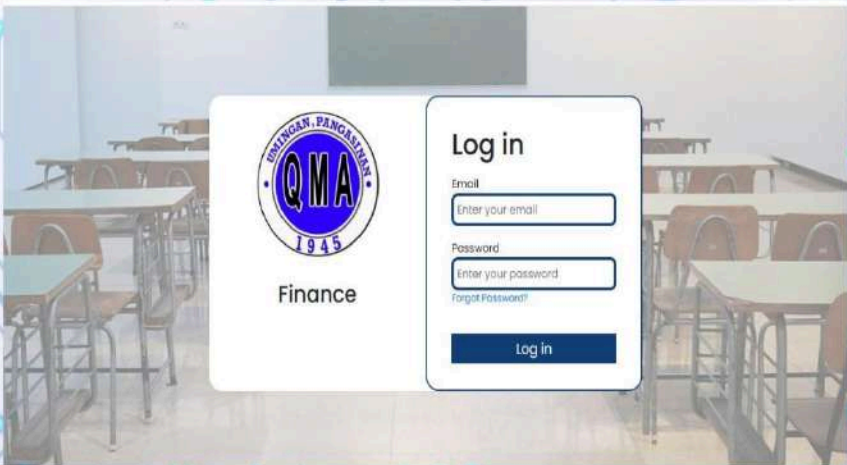 UMINGAN, PANGASINAN
QMA
1945
Finance
Log in
Email
Enter your email
Password
Enter your password
Forgot Password?
Log in